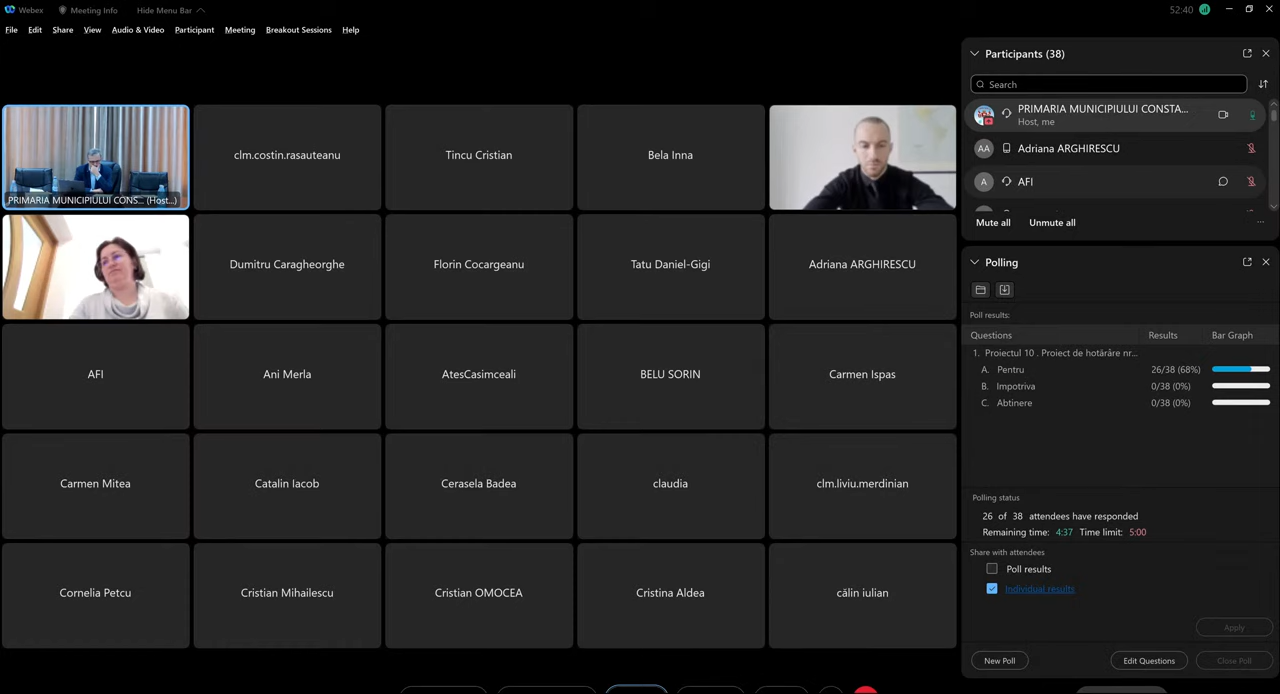 Webex Meeting Info Hide Menu Bar 52:40
File Edit Share View Audio & Video Participant Meeting Breakout Sessions Help
PRIMARIA MUNICIPIULUI CONS... (Host...)
clm.costin.rasauteanu
Tincu Cristian
Bela Inna
Dumitru Caragheorghe
Florin Cocargeanu
Tatu Daniel-Gigi
Adriana ARGHIRESCU
AFI
Ani Merla
AtesCasimceali
BELU SORIN
Carmen Ispas
Carmen Mitea
Catalin Iacob
Cerasela Badea
claudia
clm.liviu.merdinian
Cornelia Petcu
Cristian Mihailescu
Cristian OMOCEA
Cristina Aldea
călin iulian
Participants (38)
Search
PRIMARIA MUNICIPIULUI CONSTA...
Host, me
AA Adriana ARGHIRESCU
A AFI
Mute all Unmute all ...
Polling
Poll results:
Questions Results Bar Graph
1. Proiectul 10 . Proiect de hotărâre nr...
A. Pentru 26/38 (68%)
B. Impotriva 0/38 (0%)
C. Abtinere 0/38 (0%)
Polling status
26 of 38 attendees have responded
Remaining time: 4:37 Time limit: 5:00
Share with attendees
Poll results
Individual results
Apply
New Poll Edit Questions Close Poll